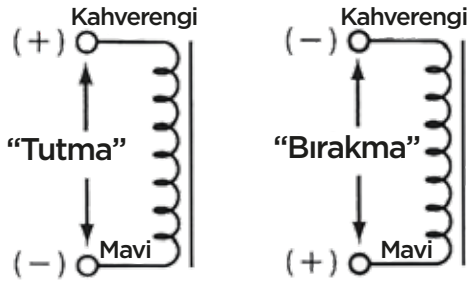 Kahverengi
(+)
"Tutma"
Mavi
(−)
Kahverengi
(−)
"Bırakma"
Mavi
(+)